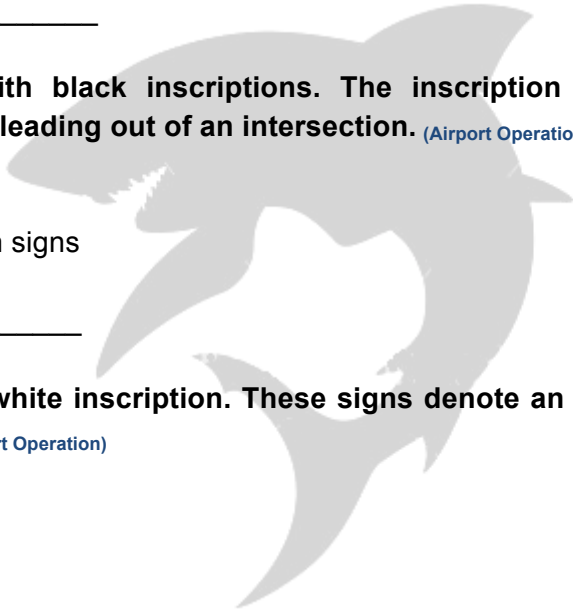 ith black inscriptions. The inscription
leading out of an intersection. (Airport Operatio
signs
white inscription. These signs denote an
t Operation)